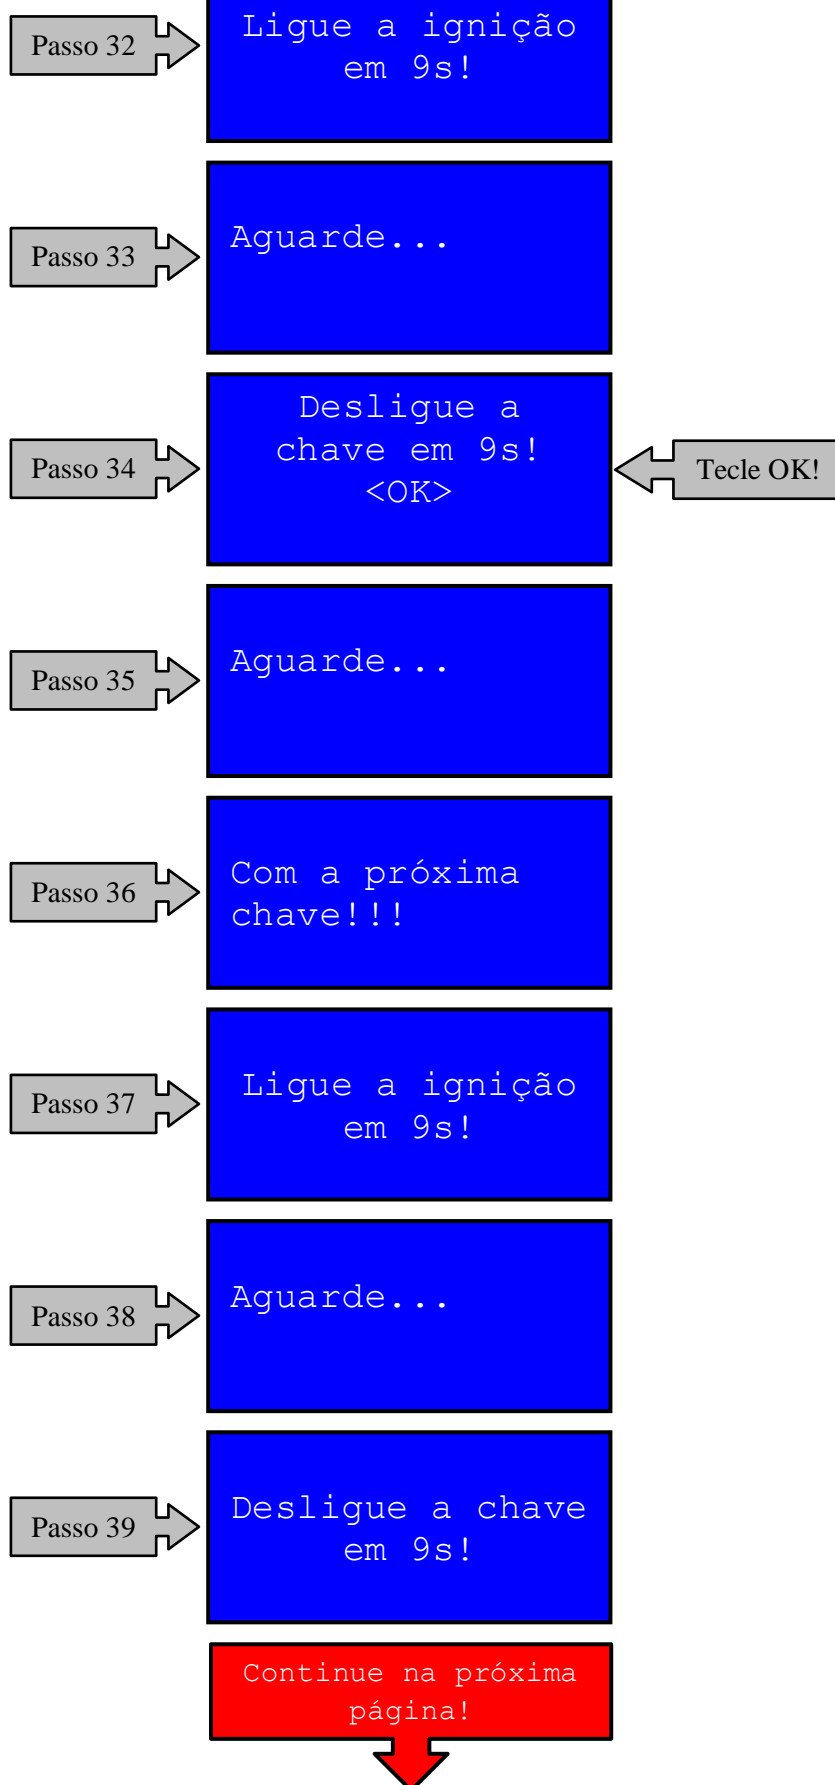 Passo 32
Ligue a ignição
em 9s!
Passo 33
Aguarde...
Passo 34
Desligue a
chave em 9s!
<OK>
Tecle OK!
Passo 35
Aguarde...
Passo 36
Com a próxima
chave!!!
Passo 37
Ligue a ignição
em 9s!
Passo 38
Aguarde...
Passo 39
Desligue a chave
em 9s!
Continue na próxima
página!